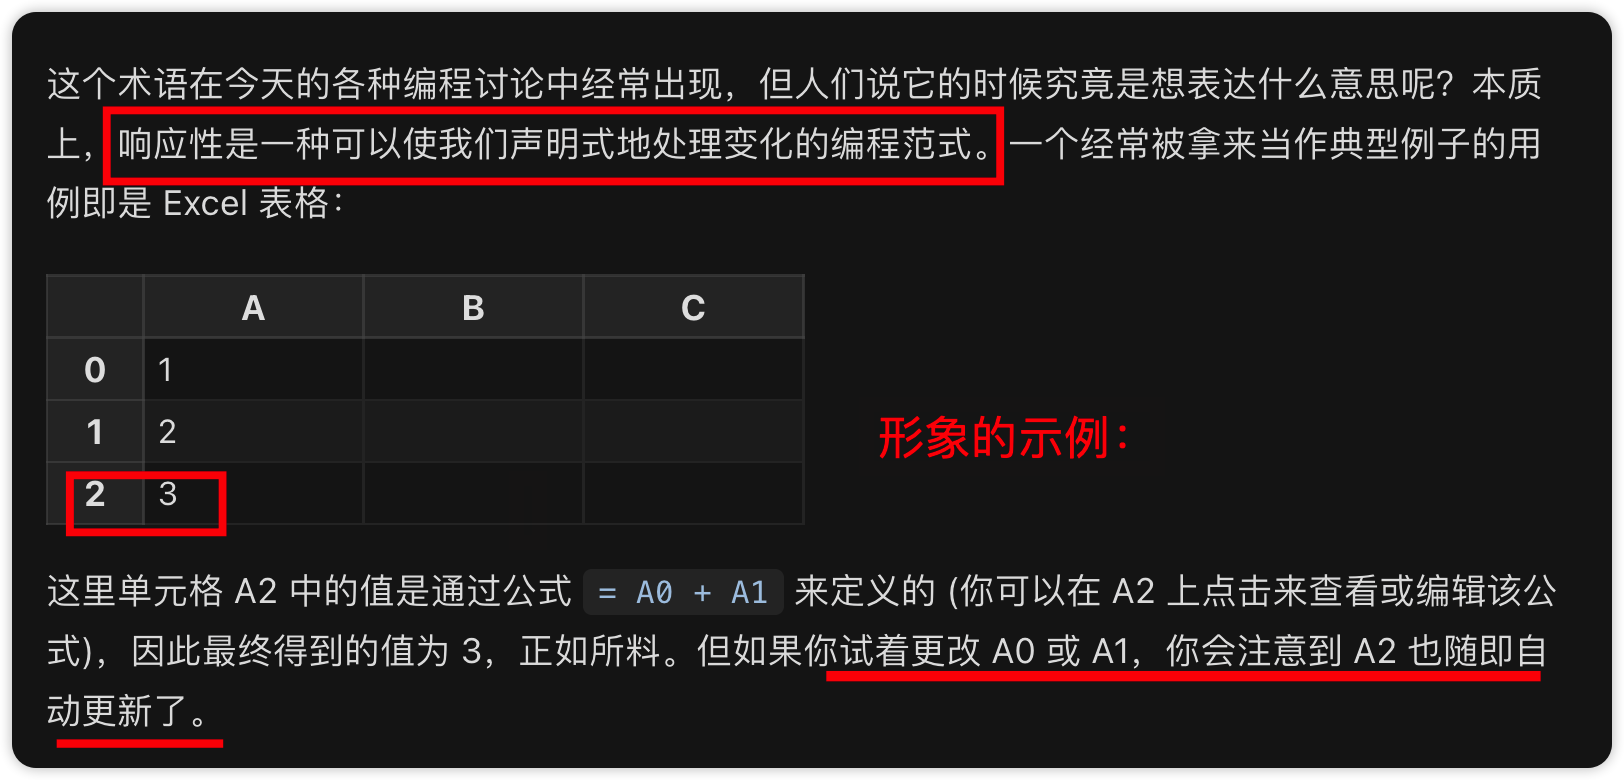 这个术语在今天的各种编程讨论中经常出现，但人们说它的时候究竟是想表达什么意思呢？本质
上，响应性是一种可以使我们声明式地处理变化的编程范式。一个经常被拿来当作典型例子的用
例即是 Excel 表格：
A B C
0 1
1 2
形象的示例：
2 3
这里单元格 A2 中的值是通过公式 = A0 + A1 来定义的 (你可以在 A2 上点击来查看或编辑该公
式)，因此最终得到的值为 3，正如所料。但如果你试着更改 A0 或 A1，你会注意到 A2 也随即自
动更新了。